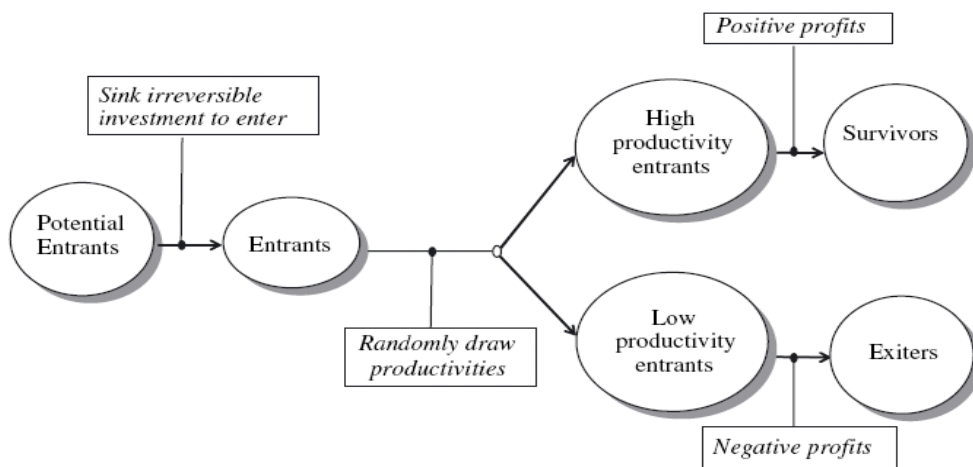 Positive profits
Sink irreversible
investment to enter
High
productivity
entrants
Survivors
Potential
Entrants
Entrants
Randomly draw
productivities
Low
productivity
entrants
Exiters
Negative profits